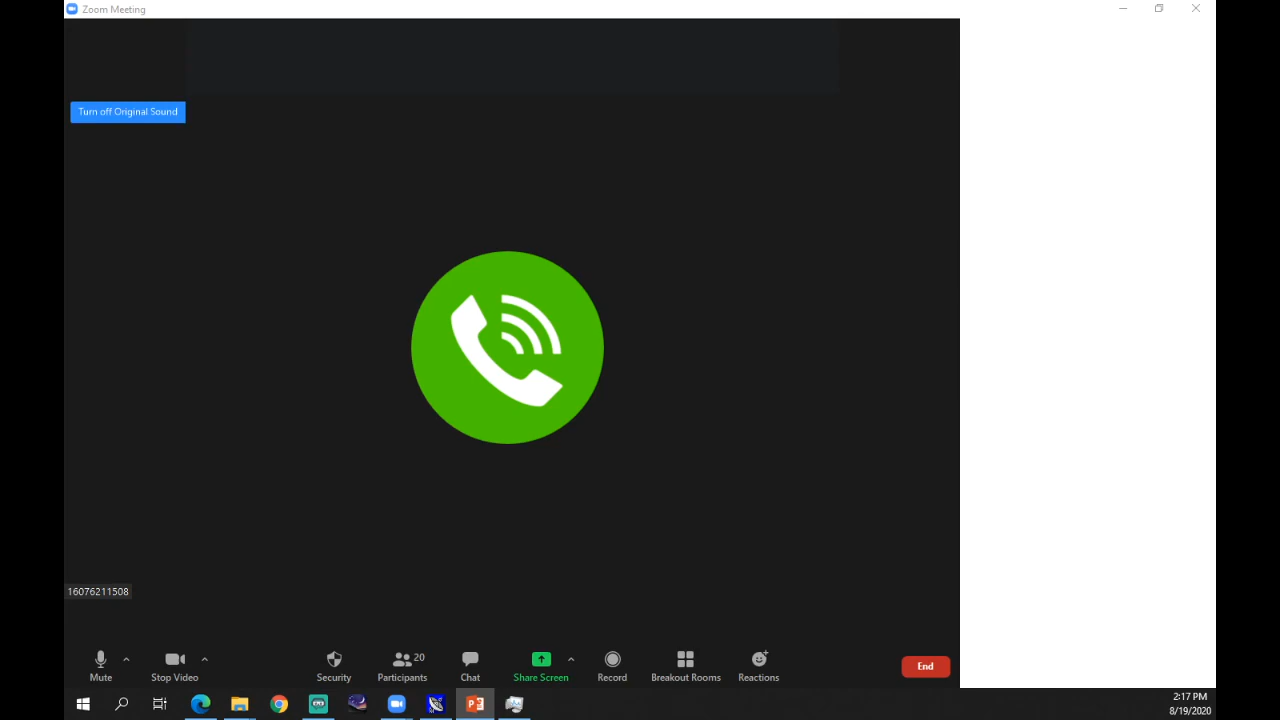 Zoom Meeting
Turn off Original Sound
16076211508
Mute
Stop Video
Security
20
Participants
Chat
Share Screen
Record
Breakout Rooms
Reactions
End
2:17 PM
8/19/2020